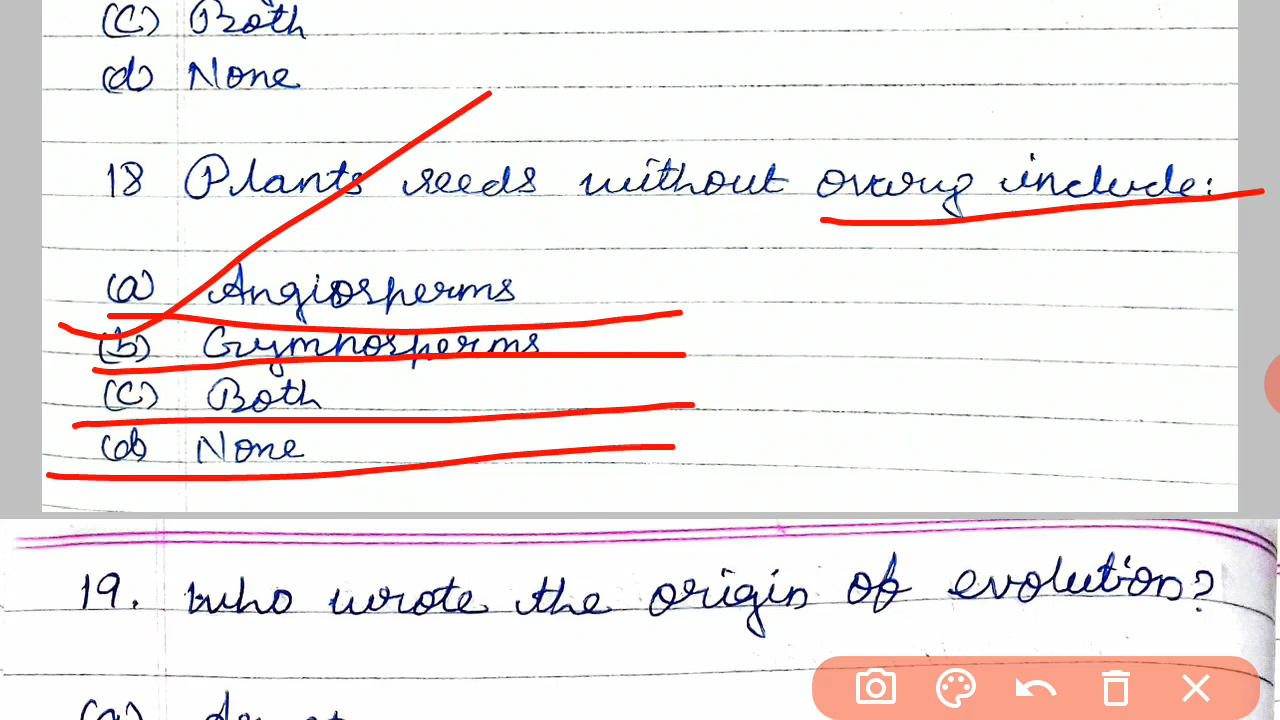 (c) Both
(d) None
18 Plants seeds without ovary include:
(a) Angiosperms
(b) Gymnosperms
(c) Both
(d) None
19. Who wrote the origin of evolution?
(a)